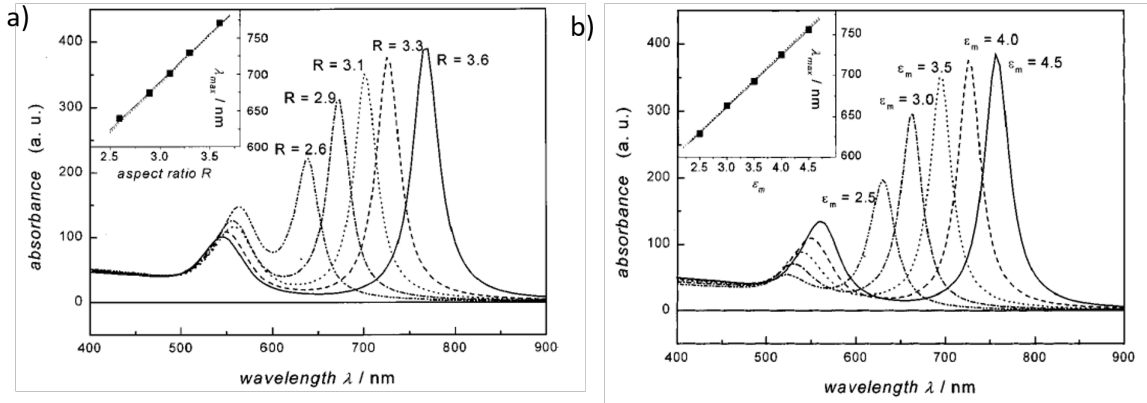 a)
400
300
200
100
0
absorbance (a. u.)
400 500 600 700 800 900
wavelength λ / nm
R = 2.6
R = 2.9
R = 3.1
R = 3.3
R = 3.6
750
700
650
600
λmax / nm
2.5 3.0 3.5
aspect ratio R
b)
400
300
200
100
0
absorbance (a. u.)
400 500 600 700 800 900
wavelength λ / nm
εm = 2.5
εm = 3.0
εm = 3.5
εm = 4.0
εm = 4.5
750
700
650
600
λmax / nm
2.5 3.0 3.5 4.0 4.5
εm